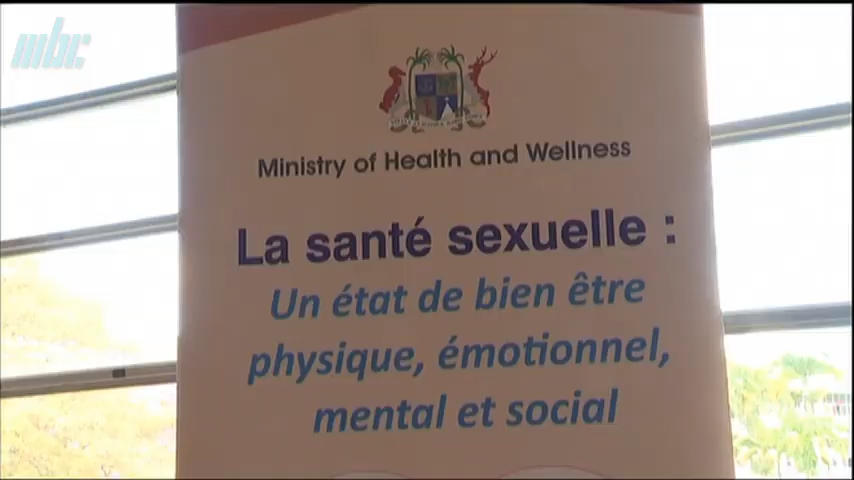 mbc
Ministry of Health and Wellness
La santé sexuelle :
Un état de bien être
physique, émotionnel,
mental et social